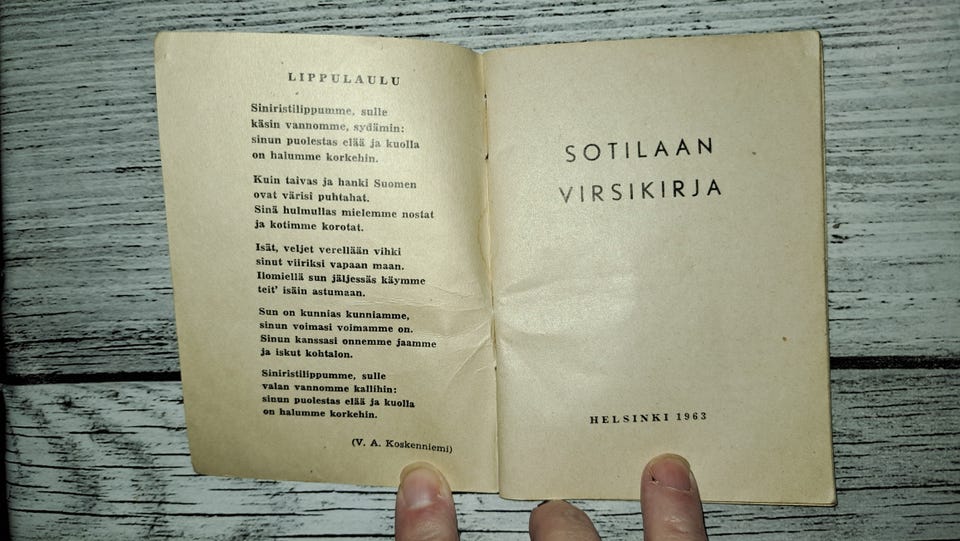 LIPPULAULU
Siniristilippumme, sulle
käsin vannomme, sydämin:
sinun puolestas elää ja kuolla
on halumme korkehin.
Kuin taivas ja hanki Suomen
ovat värisi puhtahat.
Sinä hulmullas mielemme nostat
ja kotimme korotat.
Isät, veljet verellään vihki
sinut viiriksi vapaan maan.
Ilomiellä sun jäljessäs käymme
teit' isäin astumaan.
Sun on kunnias kunniamme,
sinun voimasi voimamme on.
Sinun kanssasi onnemme jaamme
ja iskut kohtalon.
Siniristilippumme, sulle
valan vannomme kallihin:
sinun puolestas elää ja kuolla
on halumme korkehin.
(V. A. Koskenniemi)
SOTILAAN
VIRSIKIRJA
HELSINKI 1963